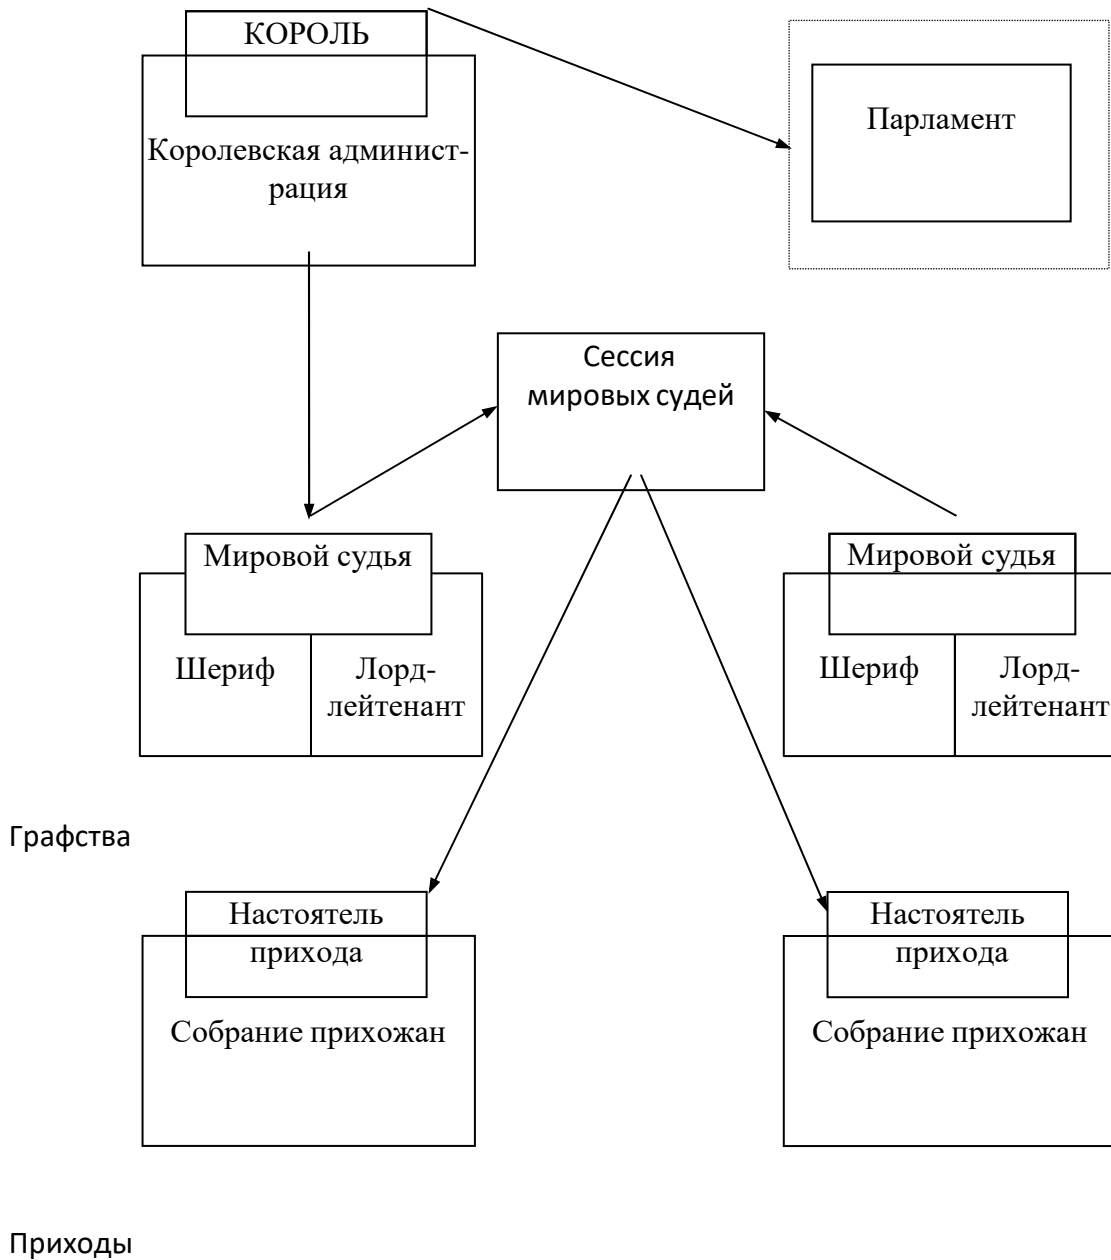 КОРОЛЬ
Королевская админист-
рация
Парламент
Сессия
мировых судей
Мировой судья
Шериф
Лорд-
лейтенант
Мировой судья
Шериф
Лорд-
лейтенант
Графства
Настоятель
прихода
Собрание прихожан
Настоятель
прихода
Собрание прихожан
Приходы